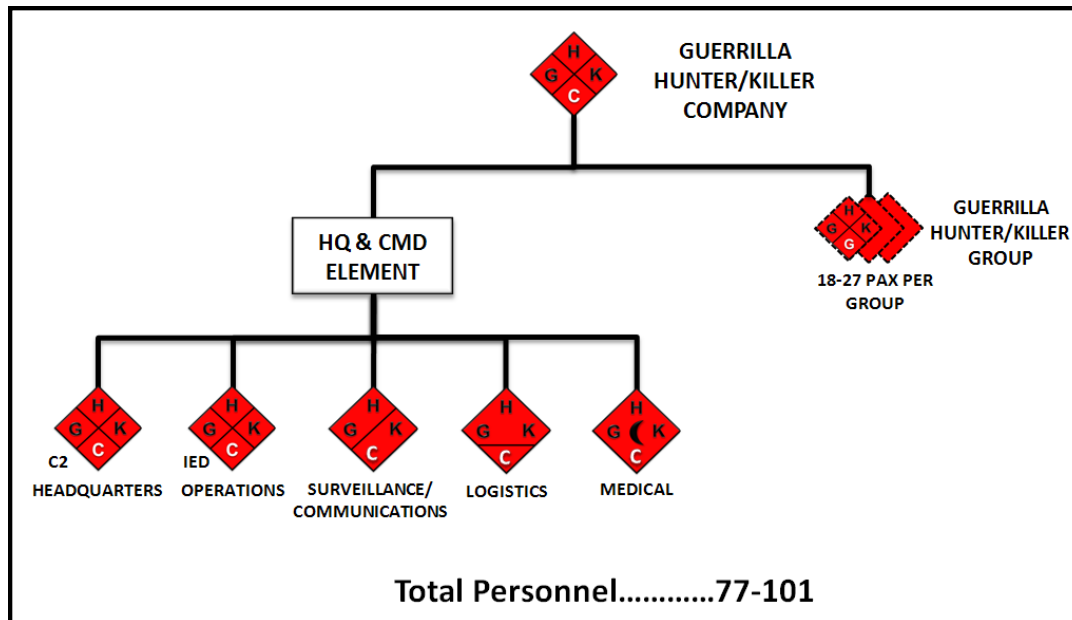 H
G K
C
GUERRILLA
HUNTER/KILLER
COMPANY
HQ & CMD
ELEMENT
H
G K
G
GUERRILLA
HUNTER/KILLER
GROUP
18-27 PAX PER
GROUP
H
G K
C
C2
HEADQUARTERS
H
G K
C
IED
OPERATIONS
H
G K
C
SURVEILLANCE/
COMMUNICATIONS
H
G K
C
LOGISTICS
H
G K
C
MEDICAL
Total Personnel............77-101